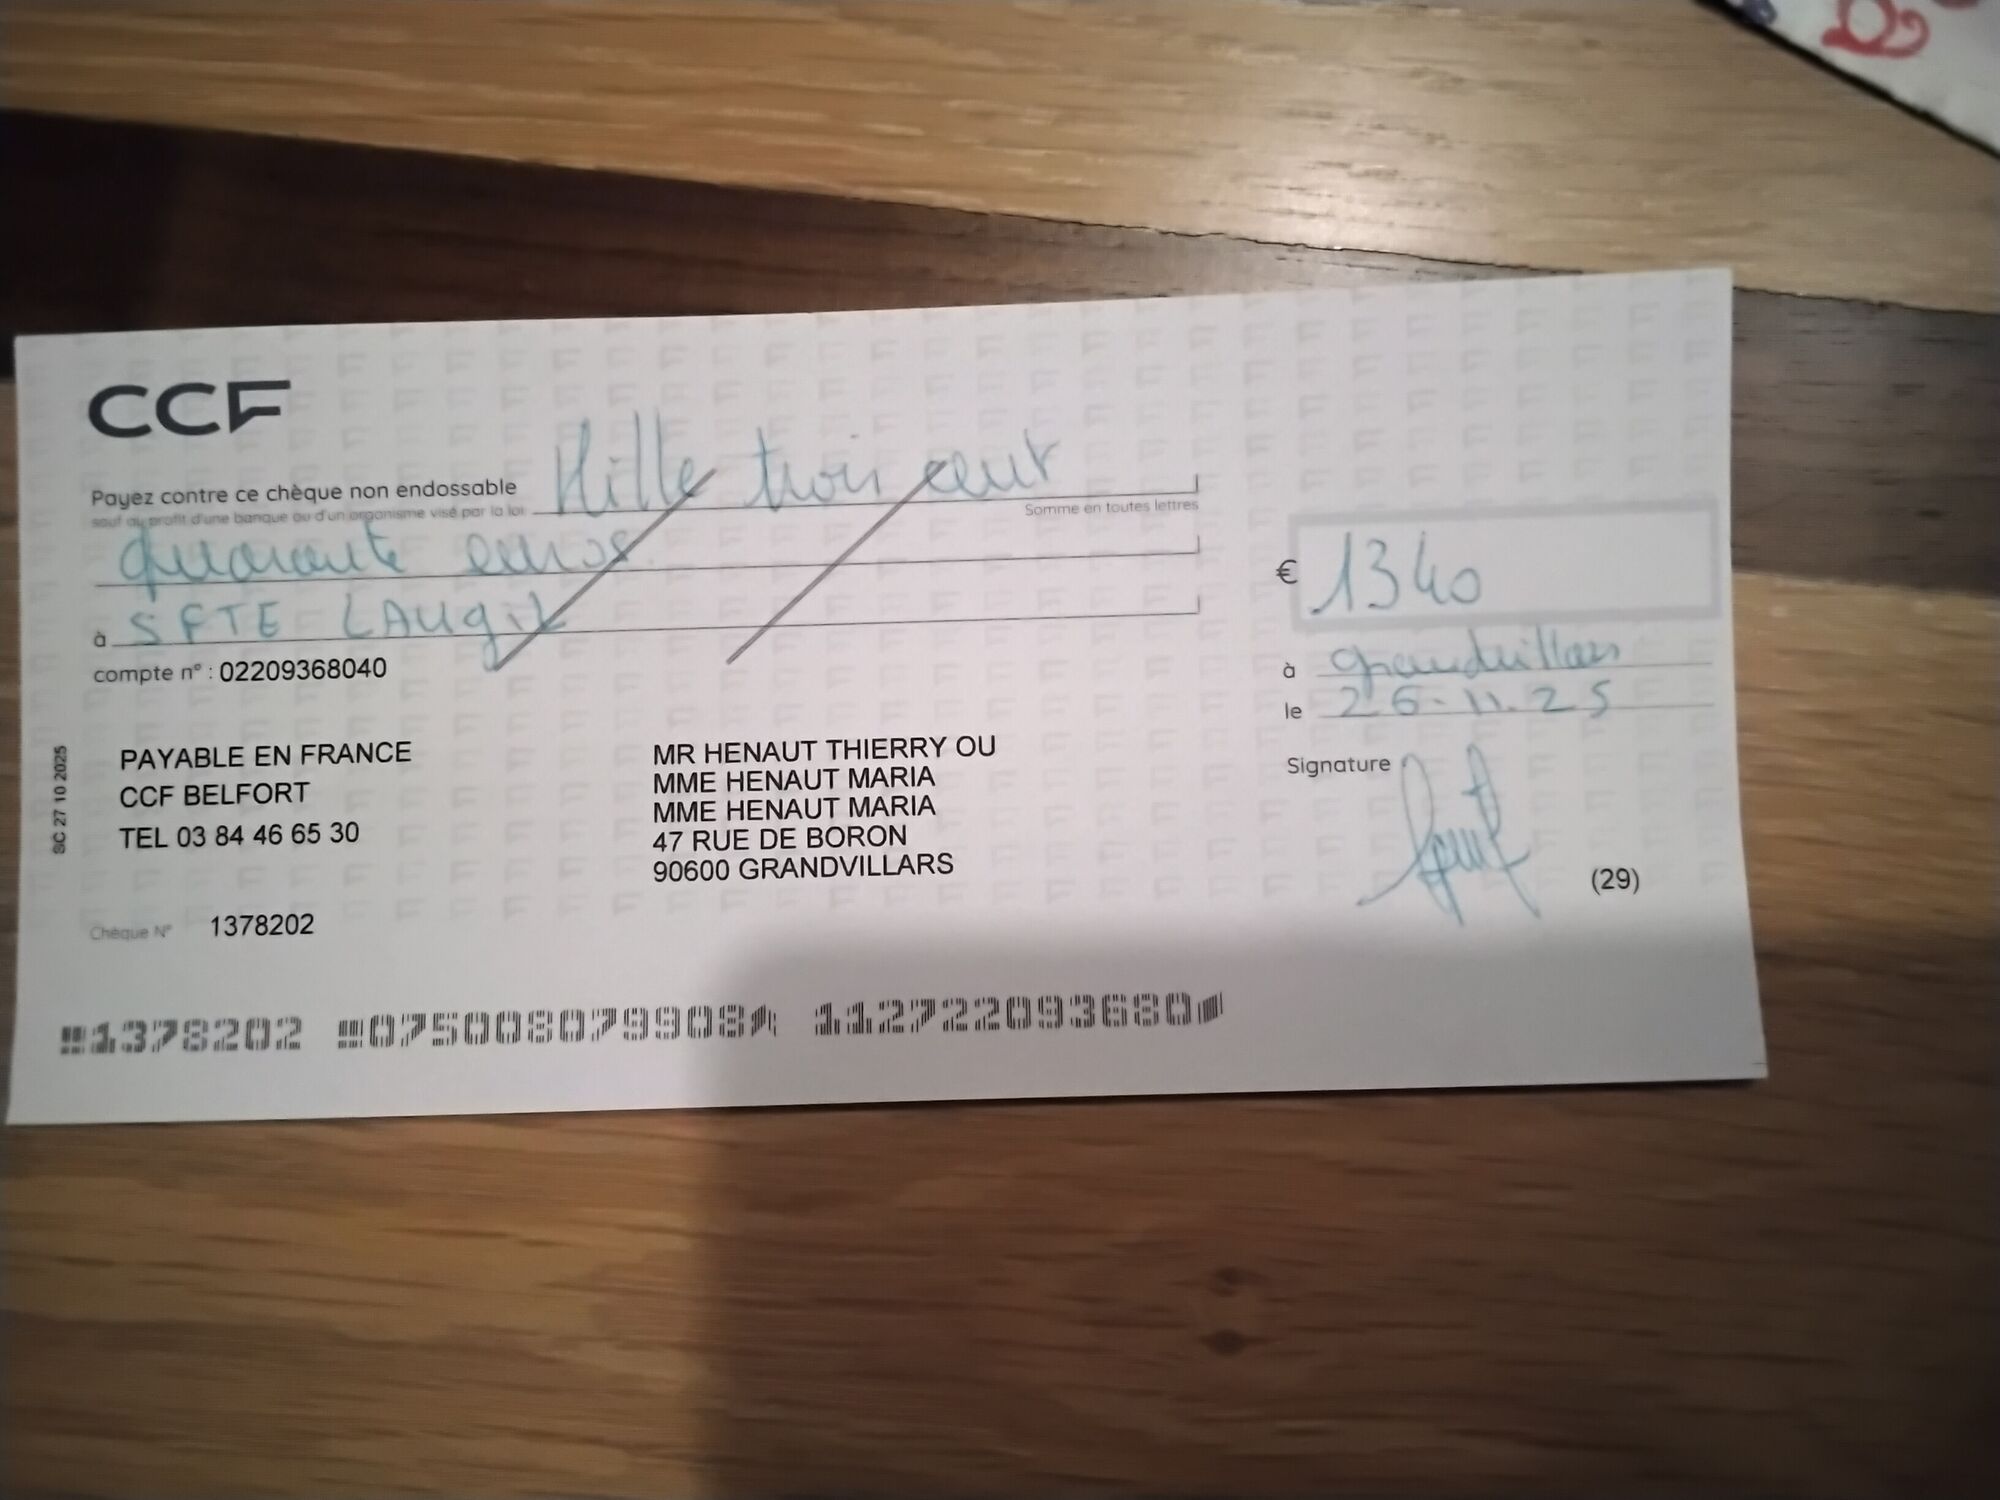 CCF
Payez contre ce chèque non endossable Mille trois cent
sauf au profit d'une banque ou d'un organisme visé par la loi
Somme en toutes lettres
quarante euros
€ 1340
à SFTE LAugil
à grandvillars
compte n° : 02209368040
le 26.11.25
Signature
PAYABLE EN FRANCE
CCF BELFORT
TEL 03 84 46 65 30
SC 27 10 2025
MR HENAUT THIERRY OU
MME HENAUT MARIA
MME HENAUT MARIA
47 RUE DE BORON
90600 GRANDVILLARS
(29)
Chèque N° 1378202
1378202 075008079908 112722093680